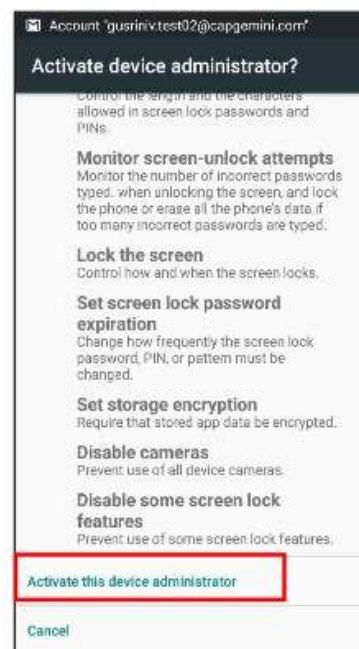 Account "gusriniv.test02@capgemini.com"
Activate device administrator?
Control the length and the characters
allowed in screen lock passwords and
PINs.
Monitor screen-unlock attempts
Monitor the number of incorrect passwords
typed. when unlocking the screen, and lock
the phone or erase all the phone's data if
too many incorrect passwords are typed.
Lock the screen
Control how and when the screen locks.
Set screen lock password
expiration
Change how frequently the screen lock
password, PIN, or pattern must be
changed.
Set storage encryption
Require that stored app data be encrypted.
Disable cameras
Prevent use of all device cameras.
Disable some screen lock
features
Prevent use of some screen lock features.
Activate this device administrator
Cancel